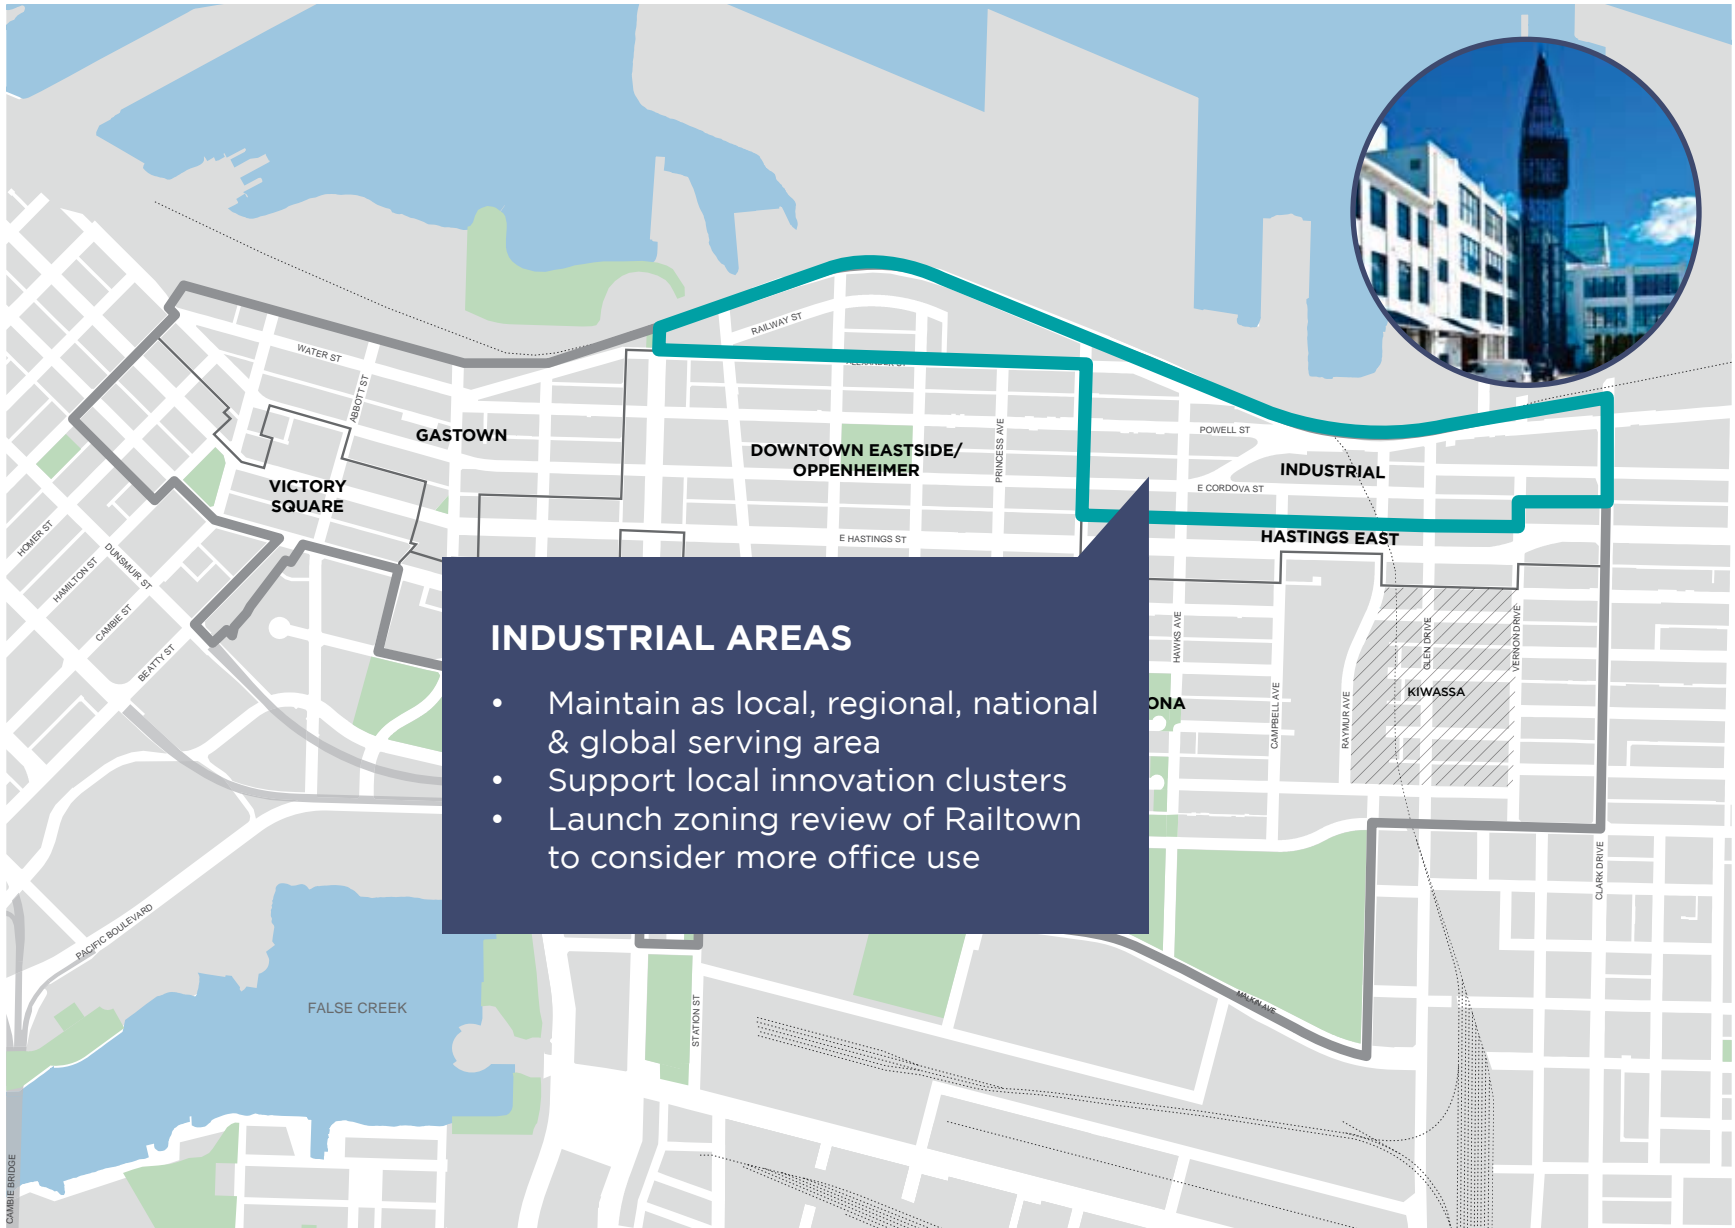 RAILWAY ST
WATER ST
ABBOTT ST
GASTOWN
POWELL ST
PRINCESS AVE
DOWNTOWN EASTSIDE/
OPPENHEIMER
INDUSTRIAL
VICTORY
SQUARE
E CORDOVA ST
E HASTINGS ST
HASTINGS EAST
HOMER ST
HAMILTON ST
DUNSMUIR ST
CAMBIE ST
BEATTY ST
INDUSTRIAL AREAS
• Maintain as local, regional, national
& global serving area
• Support local innovation clusters
• Launch zoning review of Railtown
to consider more office use
HAWKS AVE
ONA
CAMPBELL AVE
RAYMUR AVE
GLEN DRIVE
VERNON DRIVE
KIWASSA
CLARK DRIVE
PACIFIC BOULEVARD
FALSE CREEK
STATION ST
MALKIN AVE
CAMBIE BRIDGE